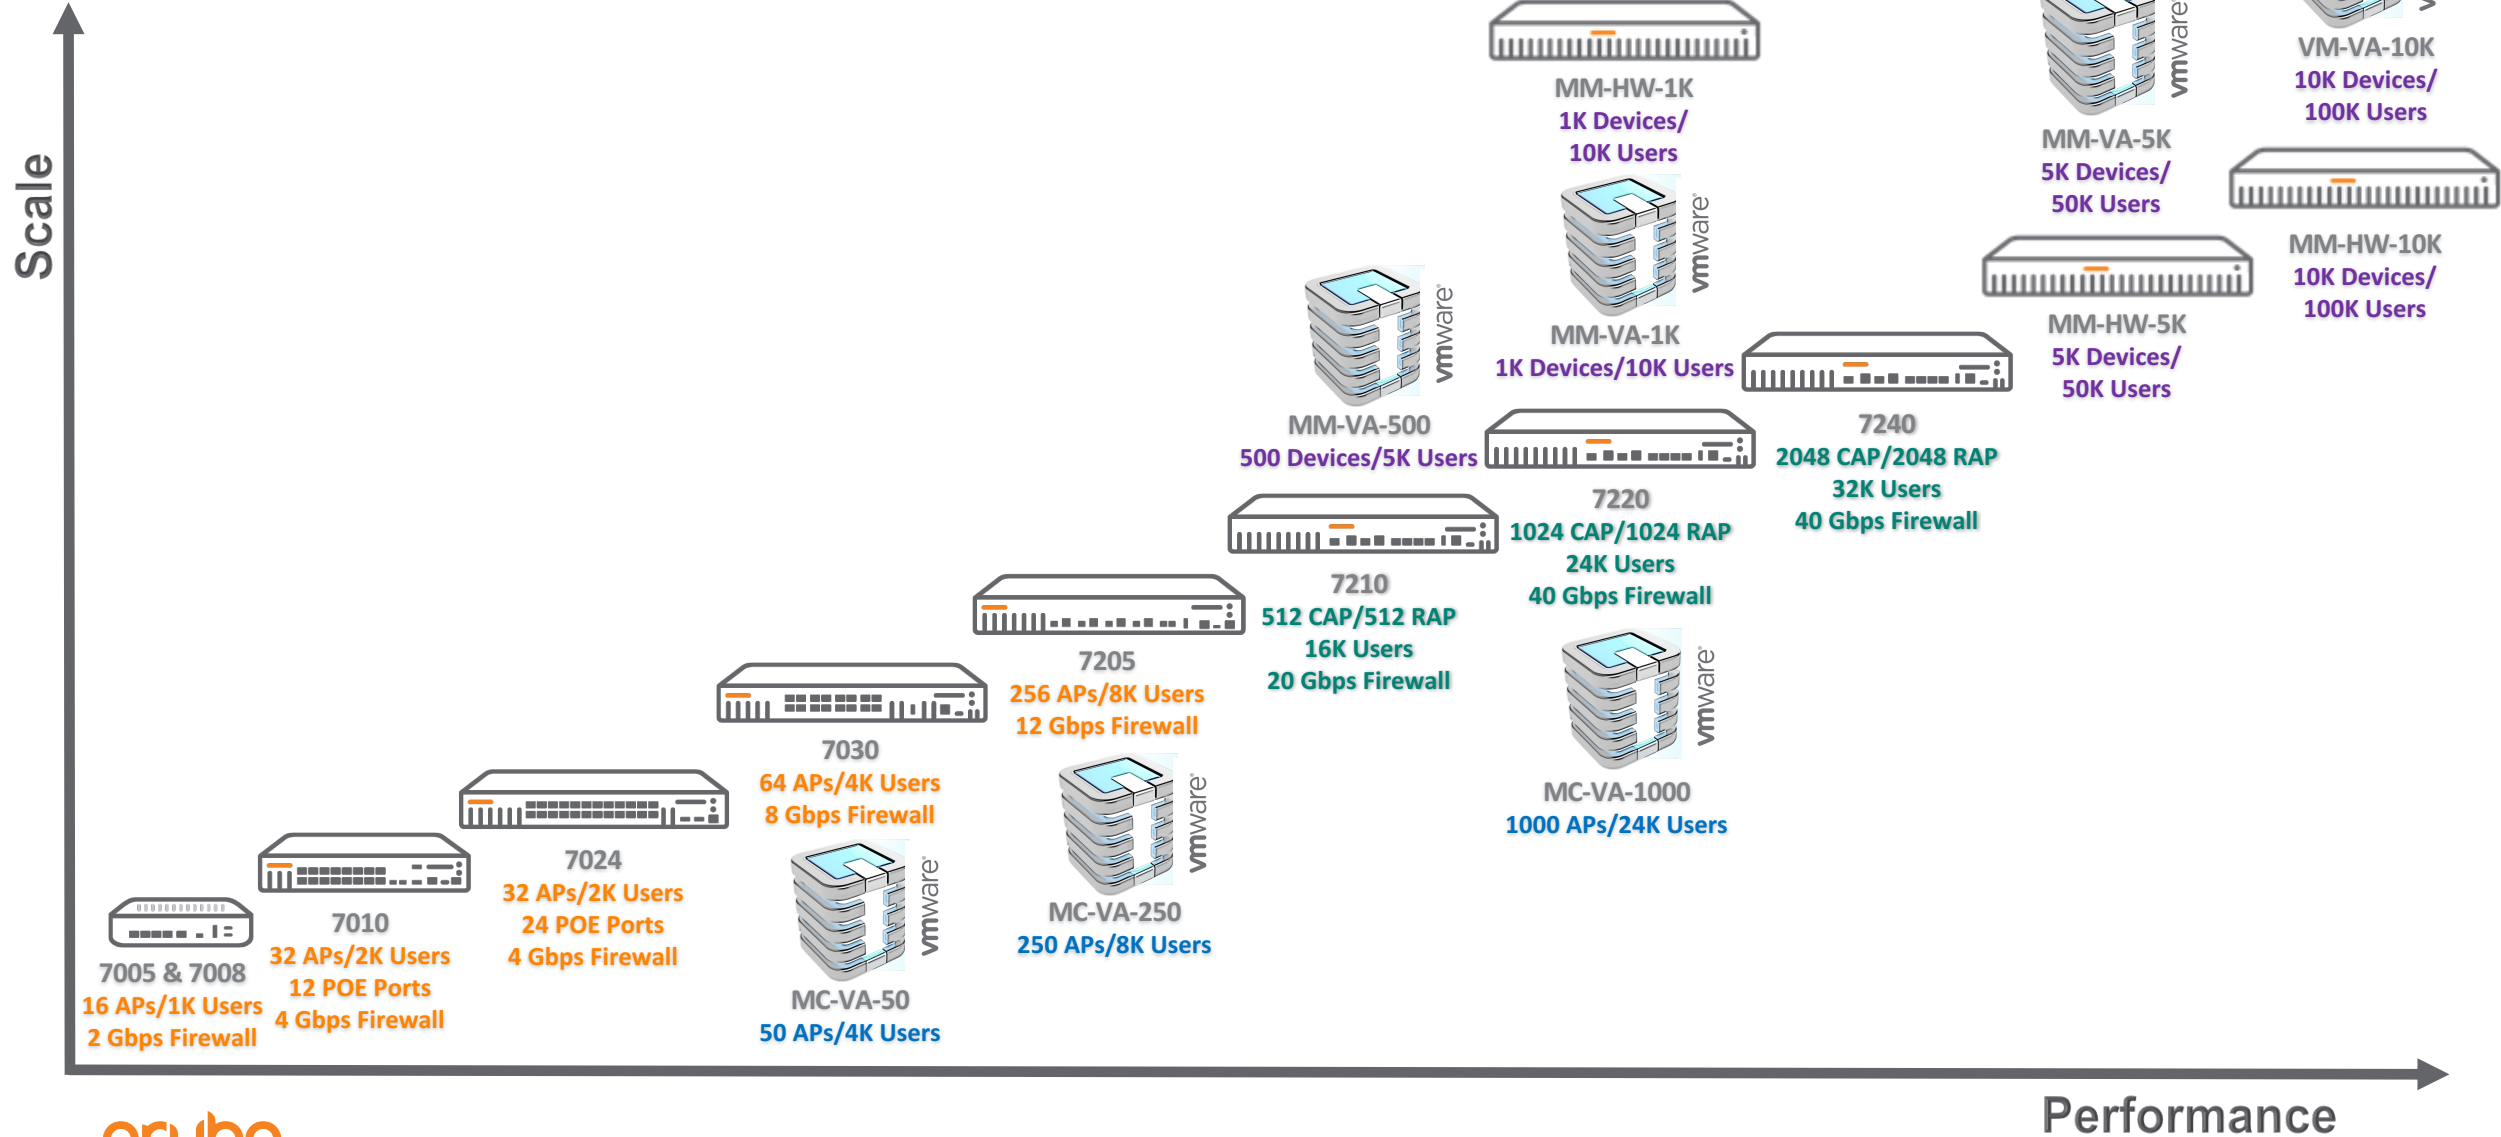 Scale
MM-HW-1K
1K Devices/
10K Users
vmware
MM-VA-1K
1K Devices/10K Users
vmware
MM-VA-5K
5K Devices/
50K Users
VM-VA-10K
10K Devices/
100K Users
MM-HW-10K
10K Devices/
100K Users
MM-HW-5K
5K Devices/
50K Users
vmware
MM-VA-500
500 Devices/5K Users
7240
2048 CAP/2048 RAP
32K Users
40 Gbps Firewall
7220
1024 CAP/1024 RAP
24K Users
40 Gbps Firewall
7210
512 CAP/512 RAP
16K Users
20 Gbps Firewall
7205
256 APs/8K Users
12 Gbps Firewall
7030
64 APs/4K Users
8 Gbps Firewall
7024
32 APs/2K Users
24 POE Ports
4 Gbps Firewall
7010
32 APs/2K Users
12 POE Ports
4 Gbps Firewall
7005 & 7008
16 APs/1K Users
2 Gbps Firewall
vmware
MC-VA-50
50 APs/4K Users
vmware
MC-VA-250
250 APs/8K Users
vmware
MC-VA-1000
1000 APs/24K Users
Performance
aruba